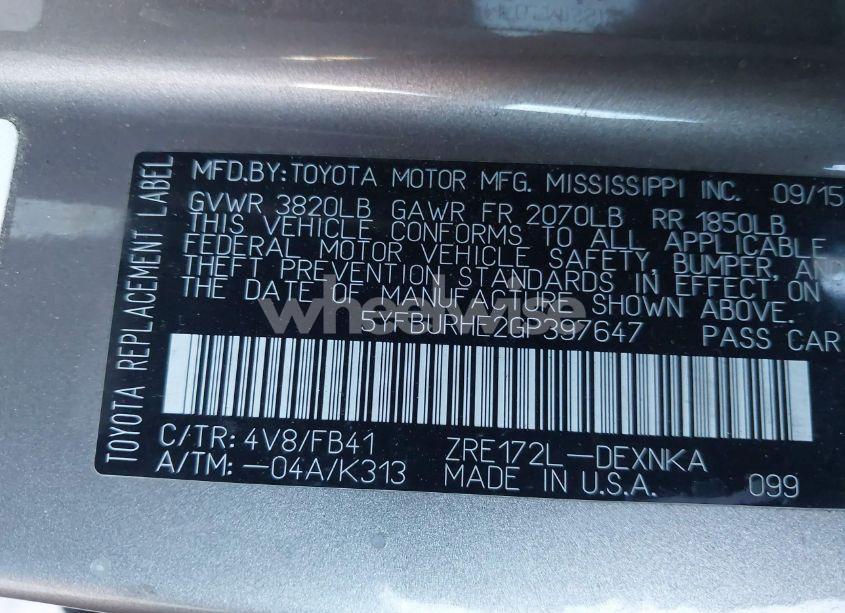 TOYOTA REPLACEMENT LABEL
MFD.BY:TOYOTA MOTOR MFG. MISSISSIPPI INC. 09/15
GVWR 3820LB GAWR FR 2070LB RR 1850LB
THIS VEHICLE CONFORMS TO ALL APPLICABLE
FEDERAL MOTOR VEHICLE SAFETY, BUMPER, AND
THEFT PREVENTION STANDARDS IN EFFECT ON
THE DATE OF MANUFACTURE SHOWN ABOVE.
wheelwise
5YFBURHE2GP397647 PASS CAR
C/TR: 4V8/FB41 ZRE172L-DEXNKA
A/TM: -04A/K313 MADE IN U.S.A. 099